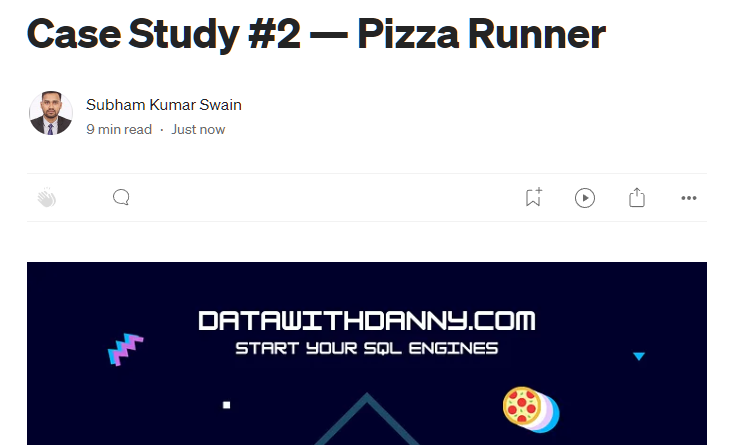 Case Study #2 — Pizza Runner
Subham Kumar Swain
9 min read · Just now
DATAWITHDANNY.COM
START YOUR SQL ENGINES